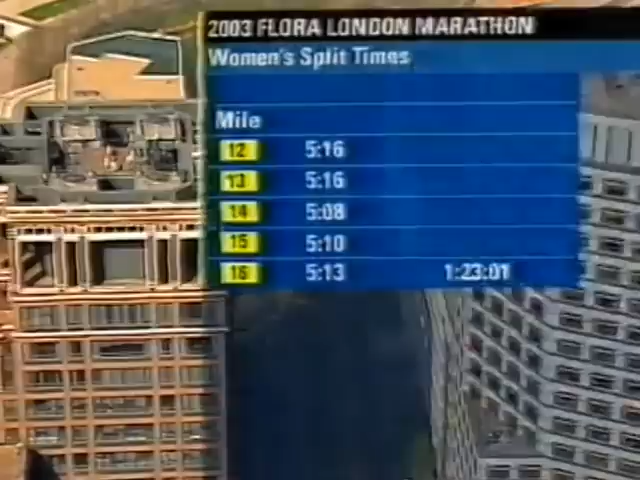 2003 FLORA LONDON MARATHON
Women's Split Times
Mile
12 5:16
13 5:16
14 5:08
15 5:10
16 5:13 1:23:01